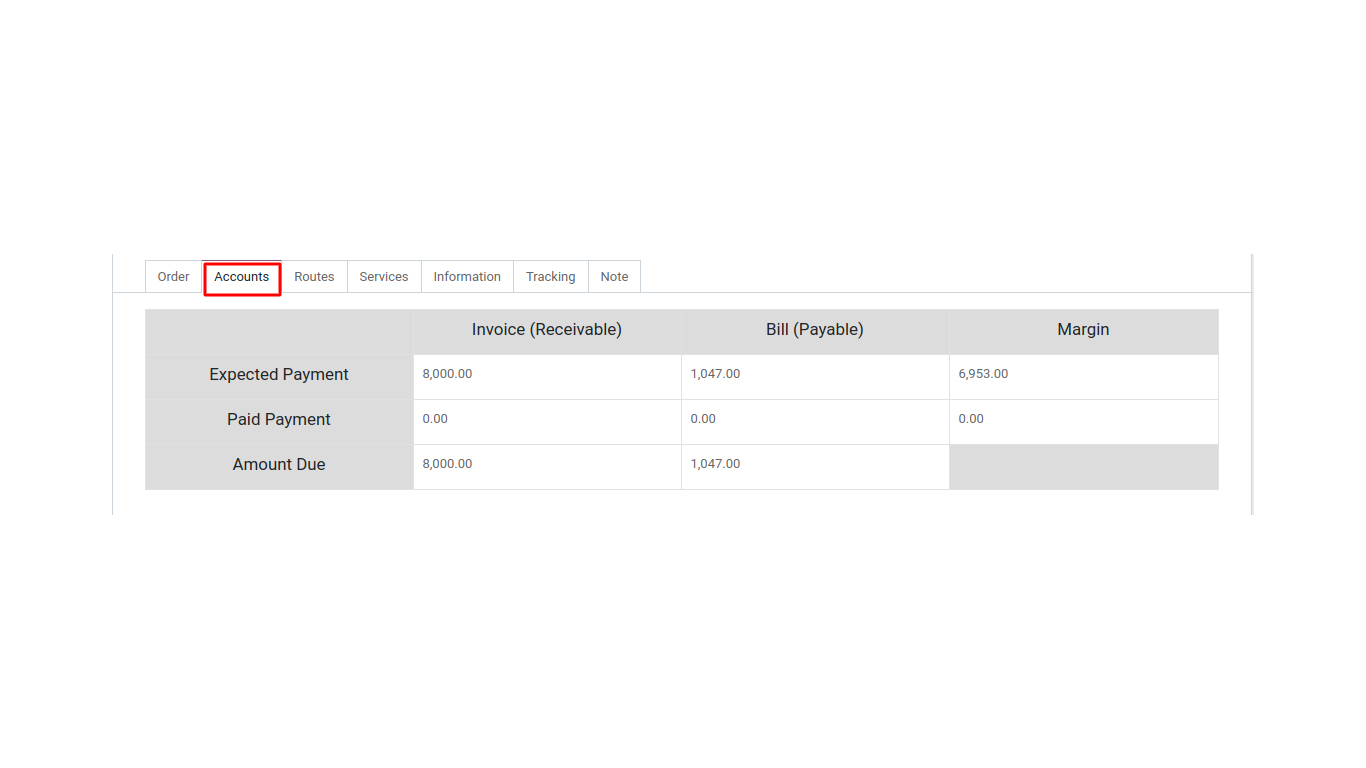 Order Accounts Routes Services Information Tracking Note
Invoice (Receivable) Bill (Payable) Margin
Expected Payment 8,000.00 1,047.00 6,953.00
Paid Payment 0.00 0.00 0.00
Amount Due 8,000.00 1,047.00